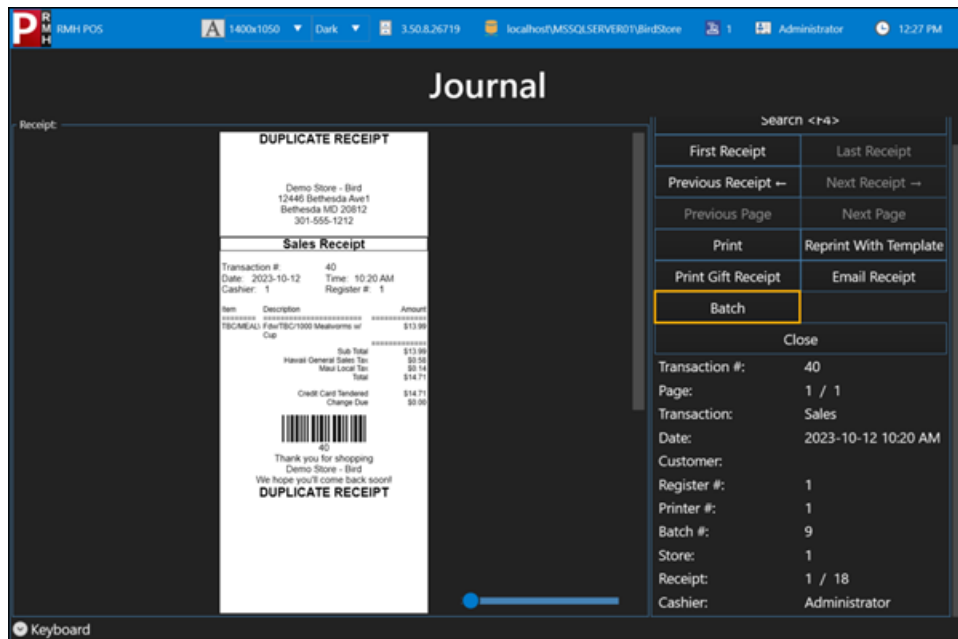 P RMH RMH POS A 1400x1050 Dark 3.50.8.26719 localhost\MSSQLSERVER01\BirdStore 1 Administrator 12:27 PM
Journal
Receipt:
DUPLICATE RECEIPT
Demo Store - Bird
12446 Bethesda Ave1
Bethesda MD 20812
301-555-1212
Sales Receipt
Transaction #: 40
Date: 2023-10-12 Time: 10:20 AM
Cashier: 1 Register #: 1
Item Description Amount
TBC/MEAL\ Fdw/TBC/1000 Mealworms w/ $13.99
Cup
Sub Total $13.99
Hawaii General Sales Tax $0.58
Maui Local Tax $0.14
Total $14.71
Credit Card Tendered $14.71
Change Due $0.00
40
Thank you for shopping
Demo Store - Bird
We hope you'll come back soon!
DUPLICATE RECEIPT
Search <F4>
First Receipt Last Receipt
Previous Receipt ← Next Receipt →
Previous Page Next Page
Print Reprint With Template
Print Gift Receipt Email Receipt
Batch
Close
Transaction #: 40
Page: 1 / 1
Transaction: Sales
Date: 2023-10-12 10:20 AM
Customer:
Register #: 1
Printer #: 1
Batch #: 9
Store: 1
Receipt: 1 / 18
Cashier: Administrator
Keyboard